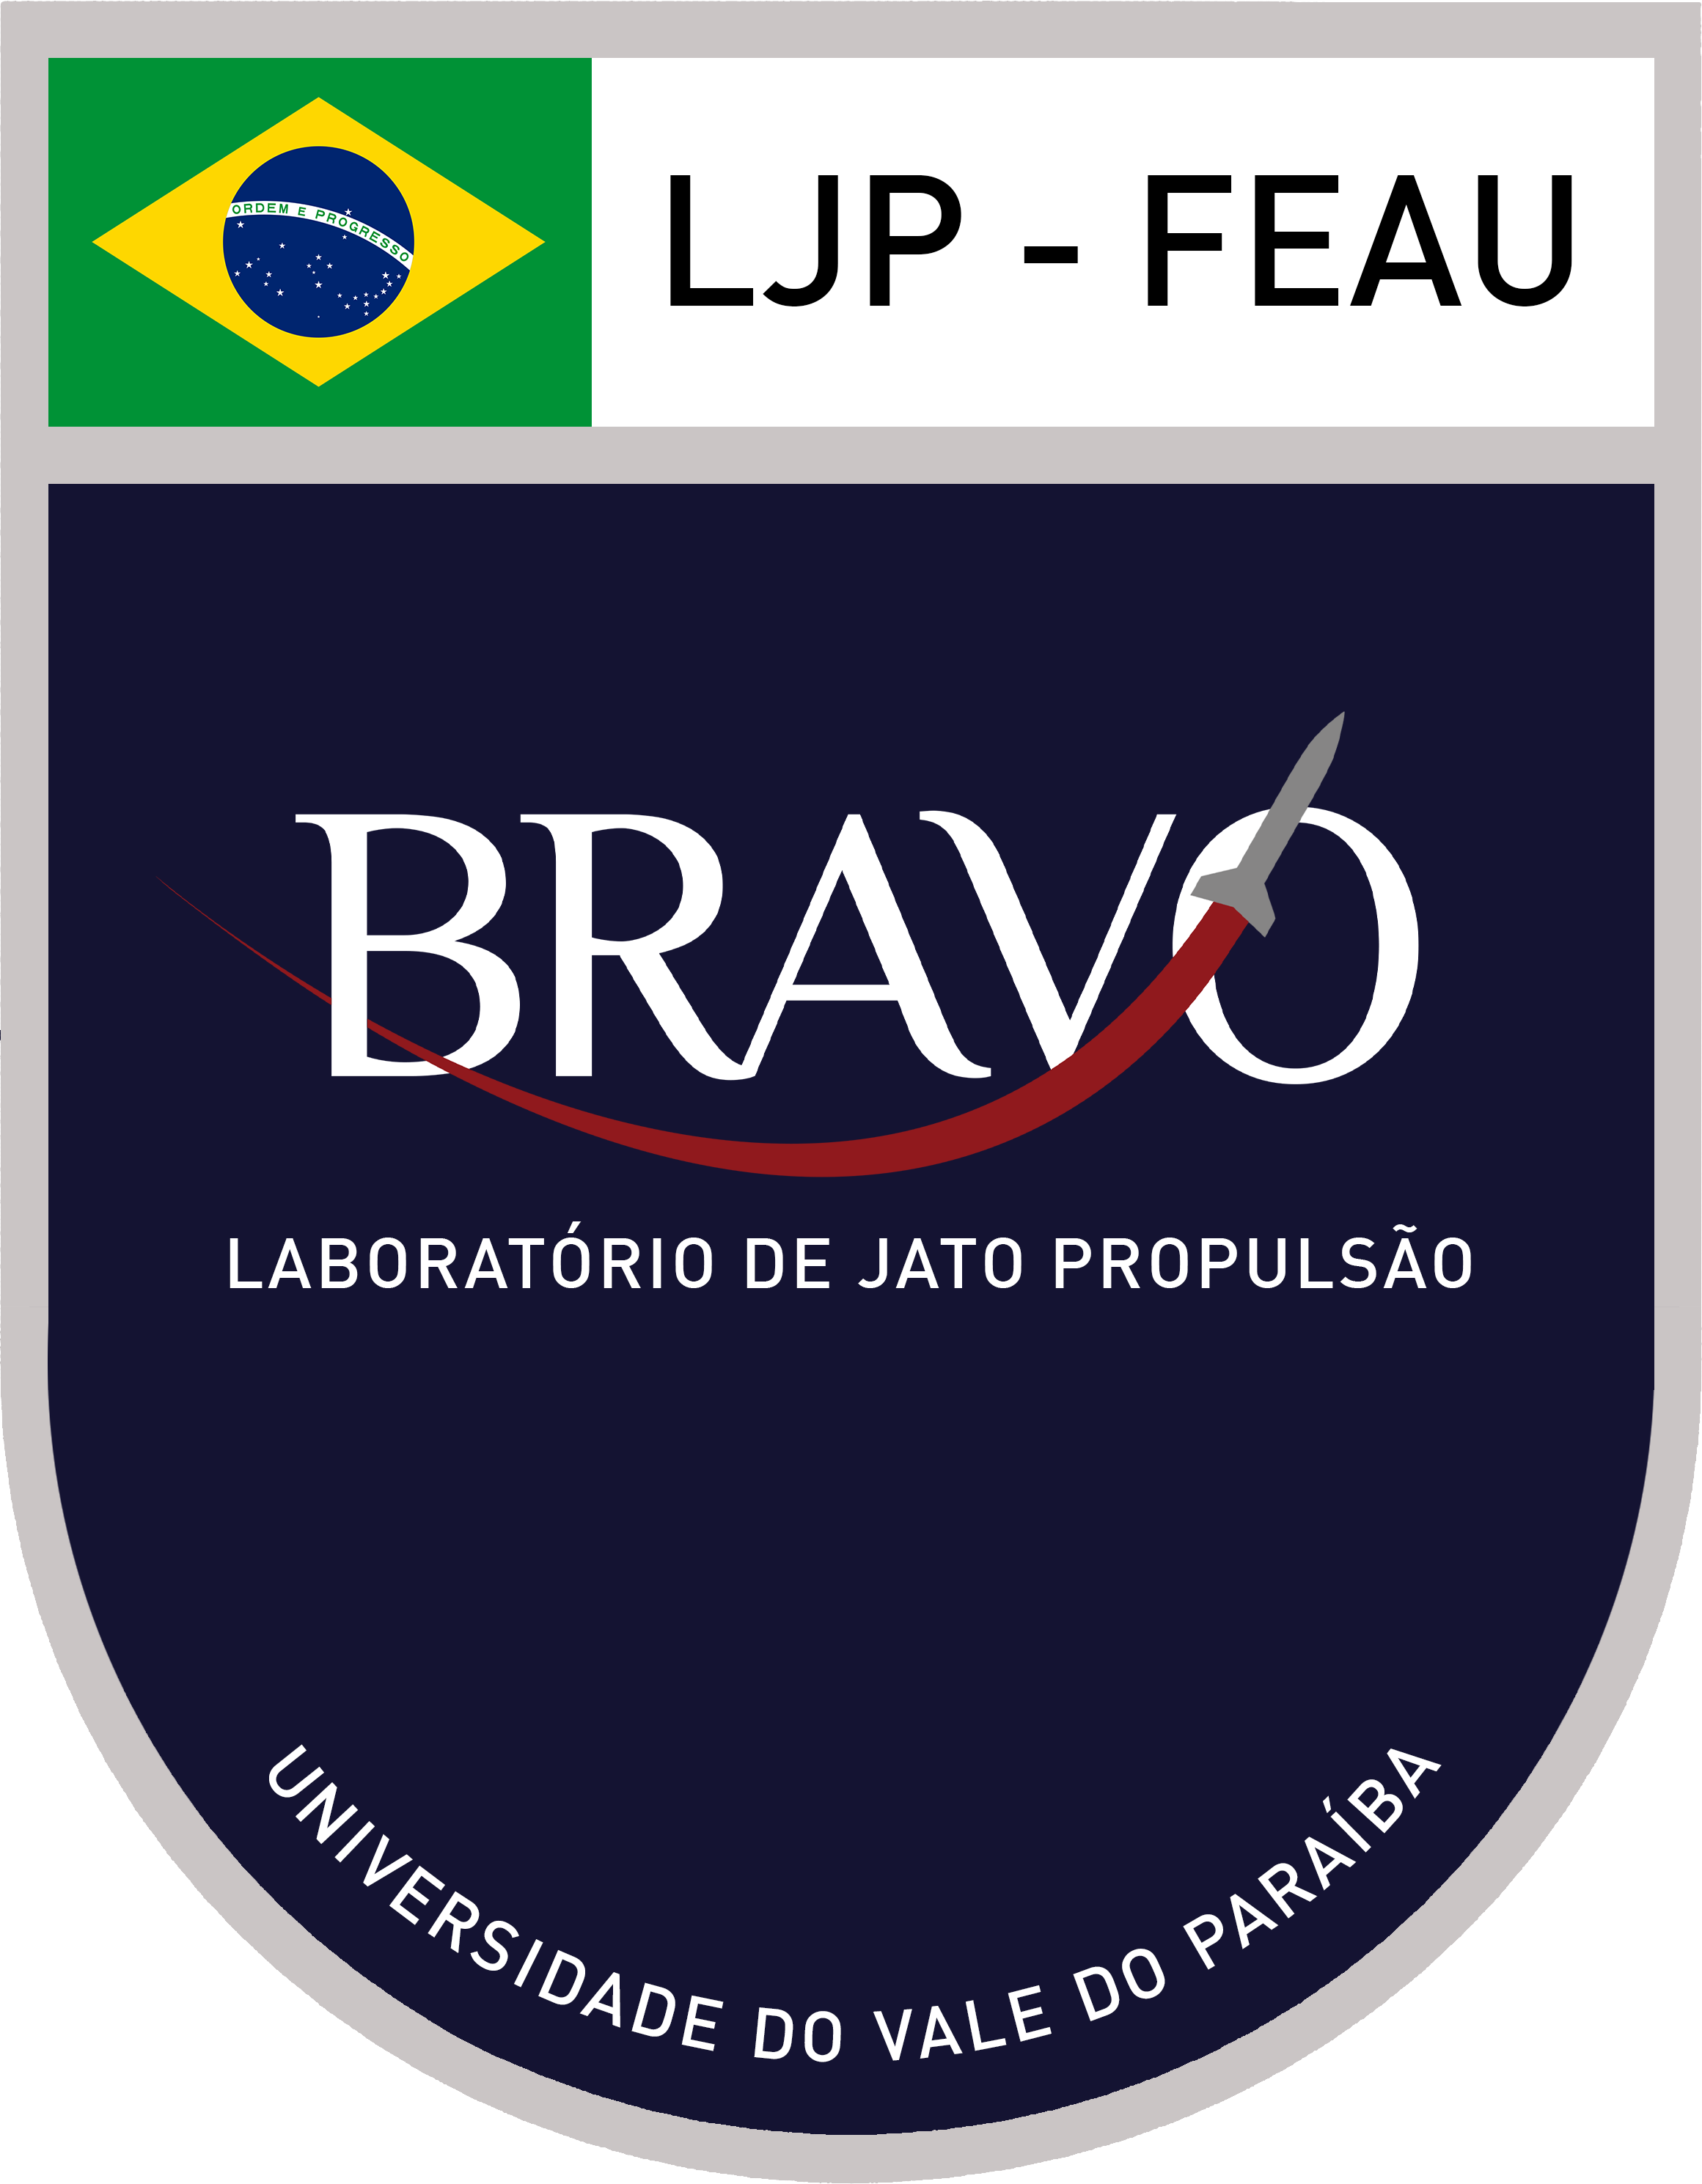 ORDEM E PROGRESSO
LJP - FEAU
BRAVO
LABORATÓRIO DE JATO PROPULSÃO
UNIVERSIDADE DO VALE DO PARAÍBA